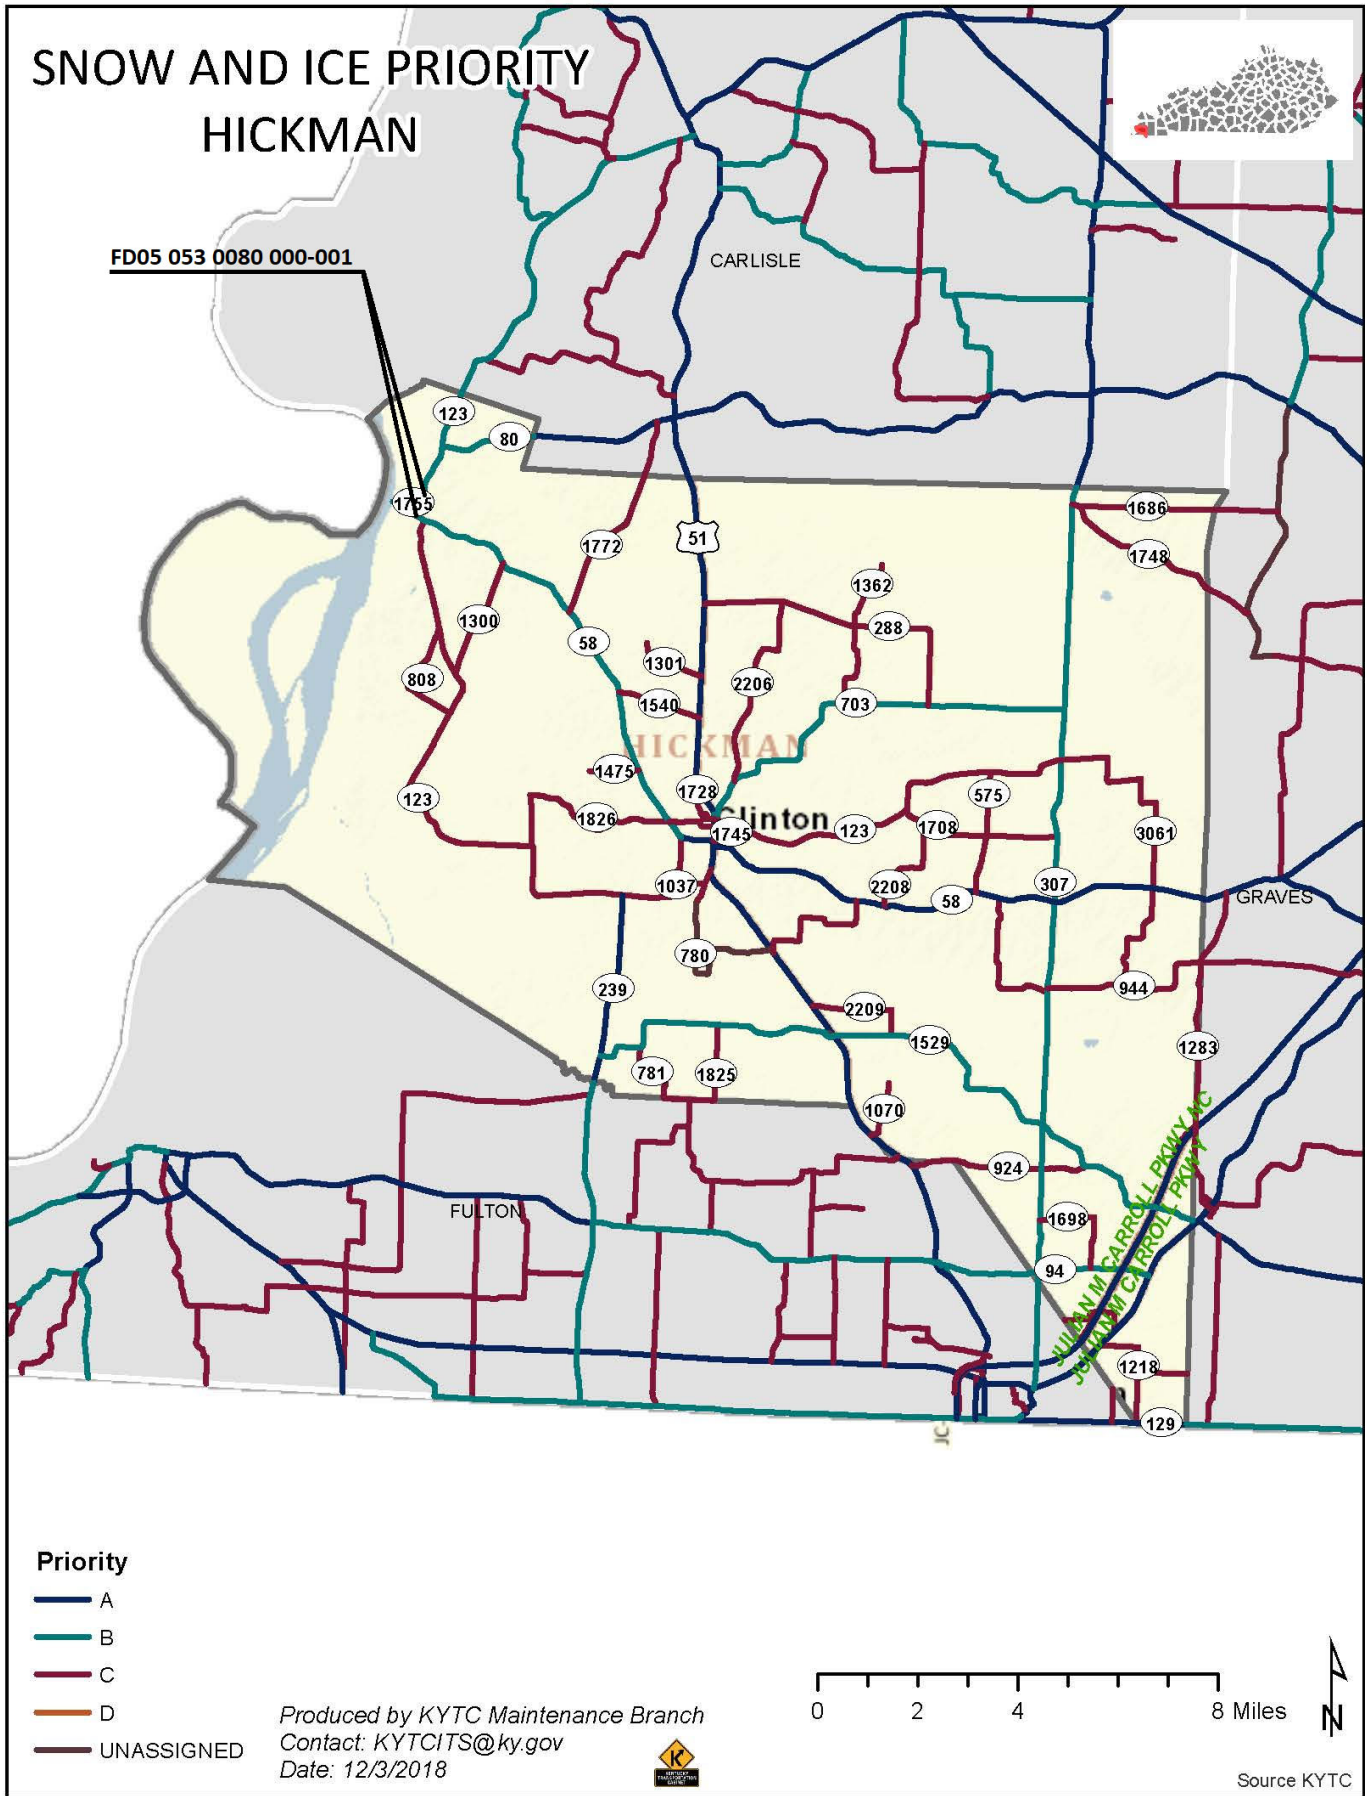 SNOW AND ICE PRIORITY
HICKMAN
FD05 053 0080 000-001
CARLISLE
123
80
1755
1686
51
1772
1748
1362
1300
288
58
1301
808
2206
1540
703
HICKMAN
1475
1728
575
123
1826
Clinton
1745
123
1708
3061
1037
2208
58
307
GRAVES
780
239
944
2209
1529
1283
781
1825
1070
924
FULTON
1698
94
JULIAN M CARROLL PKWY NC
JULIAN M CARROLL PKWY
1218
129
JC-
Priority
A
B
C
D
UNASSIGNED
Produced by KYTC Maintenance Branch
Contact: KYTCITS@ky.gov
Date: 12/3/2018
KENTUCKY
TRANSPORTATION
CABINET
0 2 4 8 Miles
N
Source KYTC